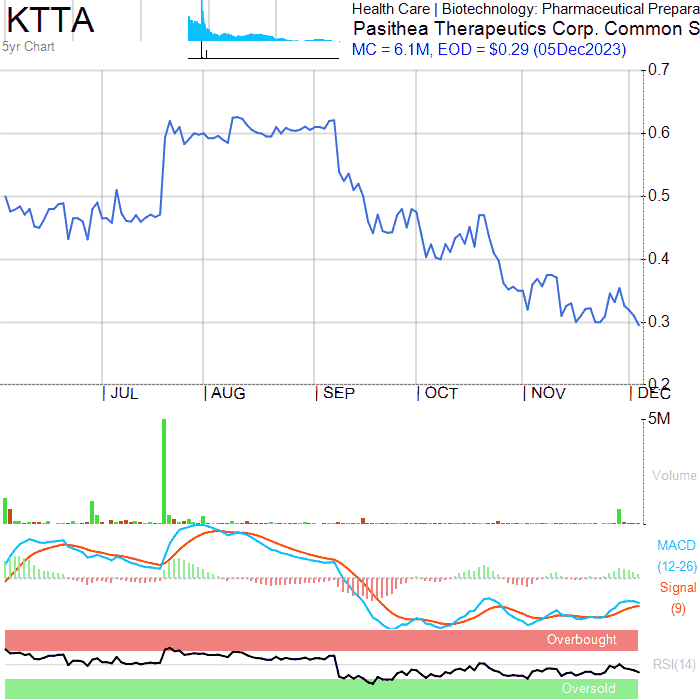 KTTA
5yr Chart
Health Care | Biotechnology: Pharmaceutical Prepara
Pasithea Therapeutics Corp. Common S
MC = 6.1M, EOD = $0.29 (05Dec2023)
0.7
0.6
0.5
0.4
0.3
0.2
| JUL | AUG | SEP | OCT | NOV | DEC
5M
Volume
MACD
(12-26)
Signal
(9)
Overbought
RSI(14)
Oversold